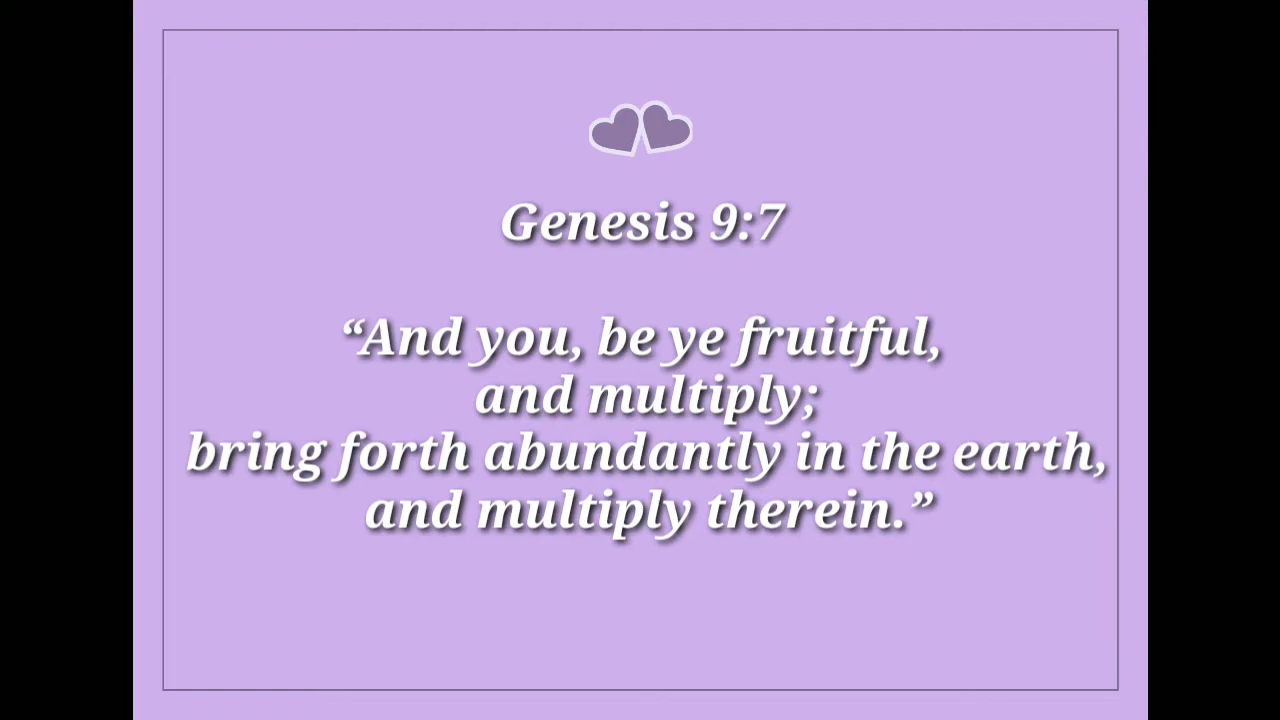 Genesis 9:7
“And you, be ye fruitful,
and multiply;
bring forth abundantly in the earth,
and multiply therein.”